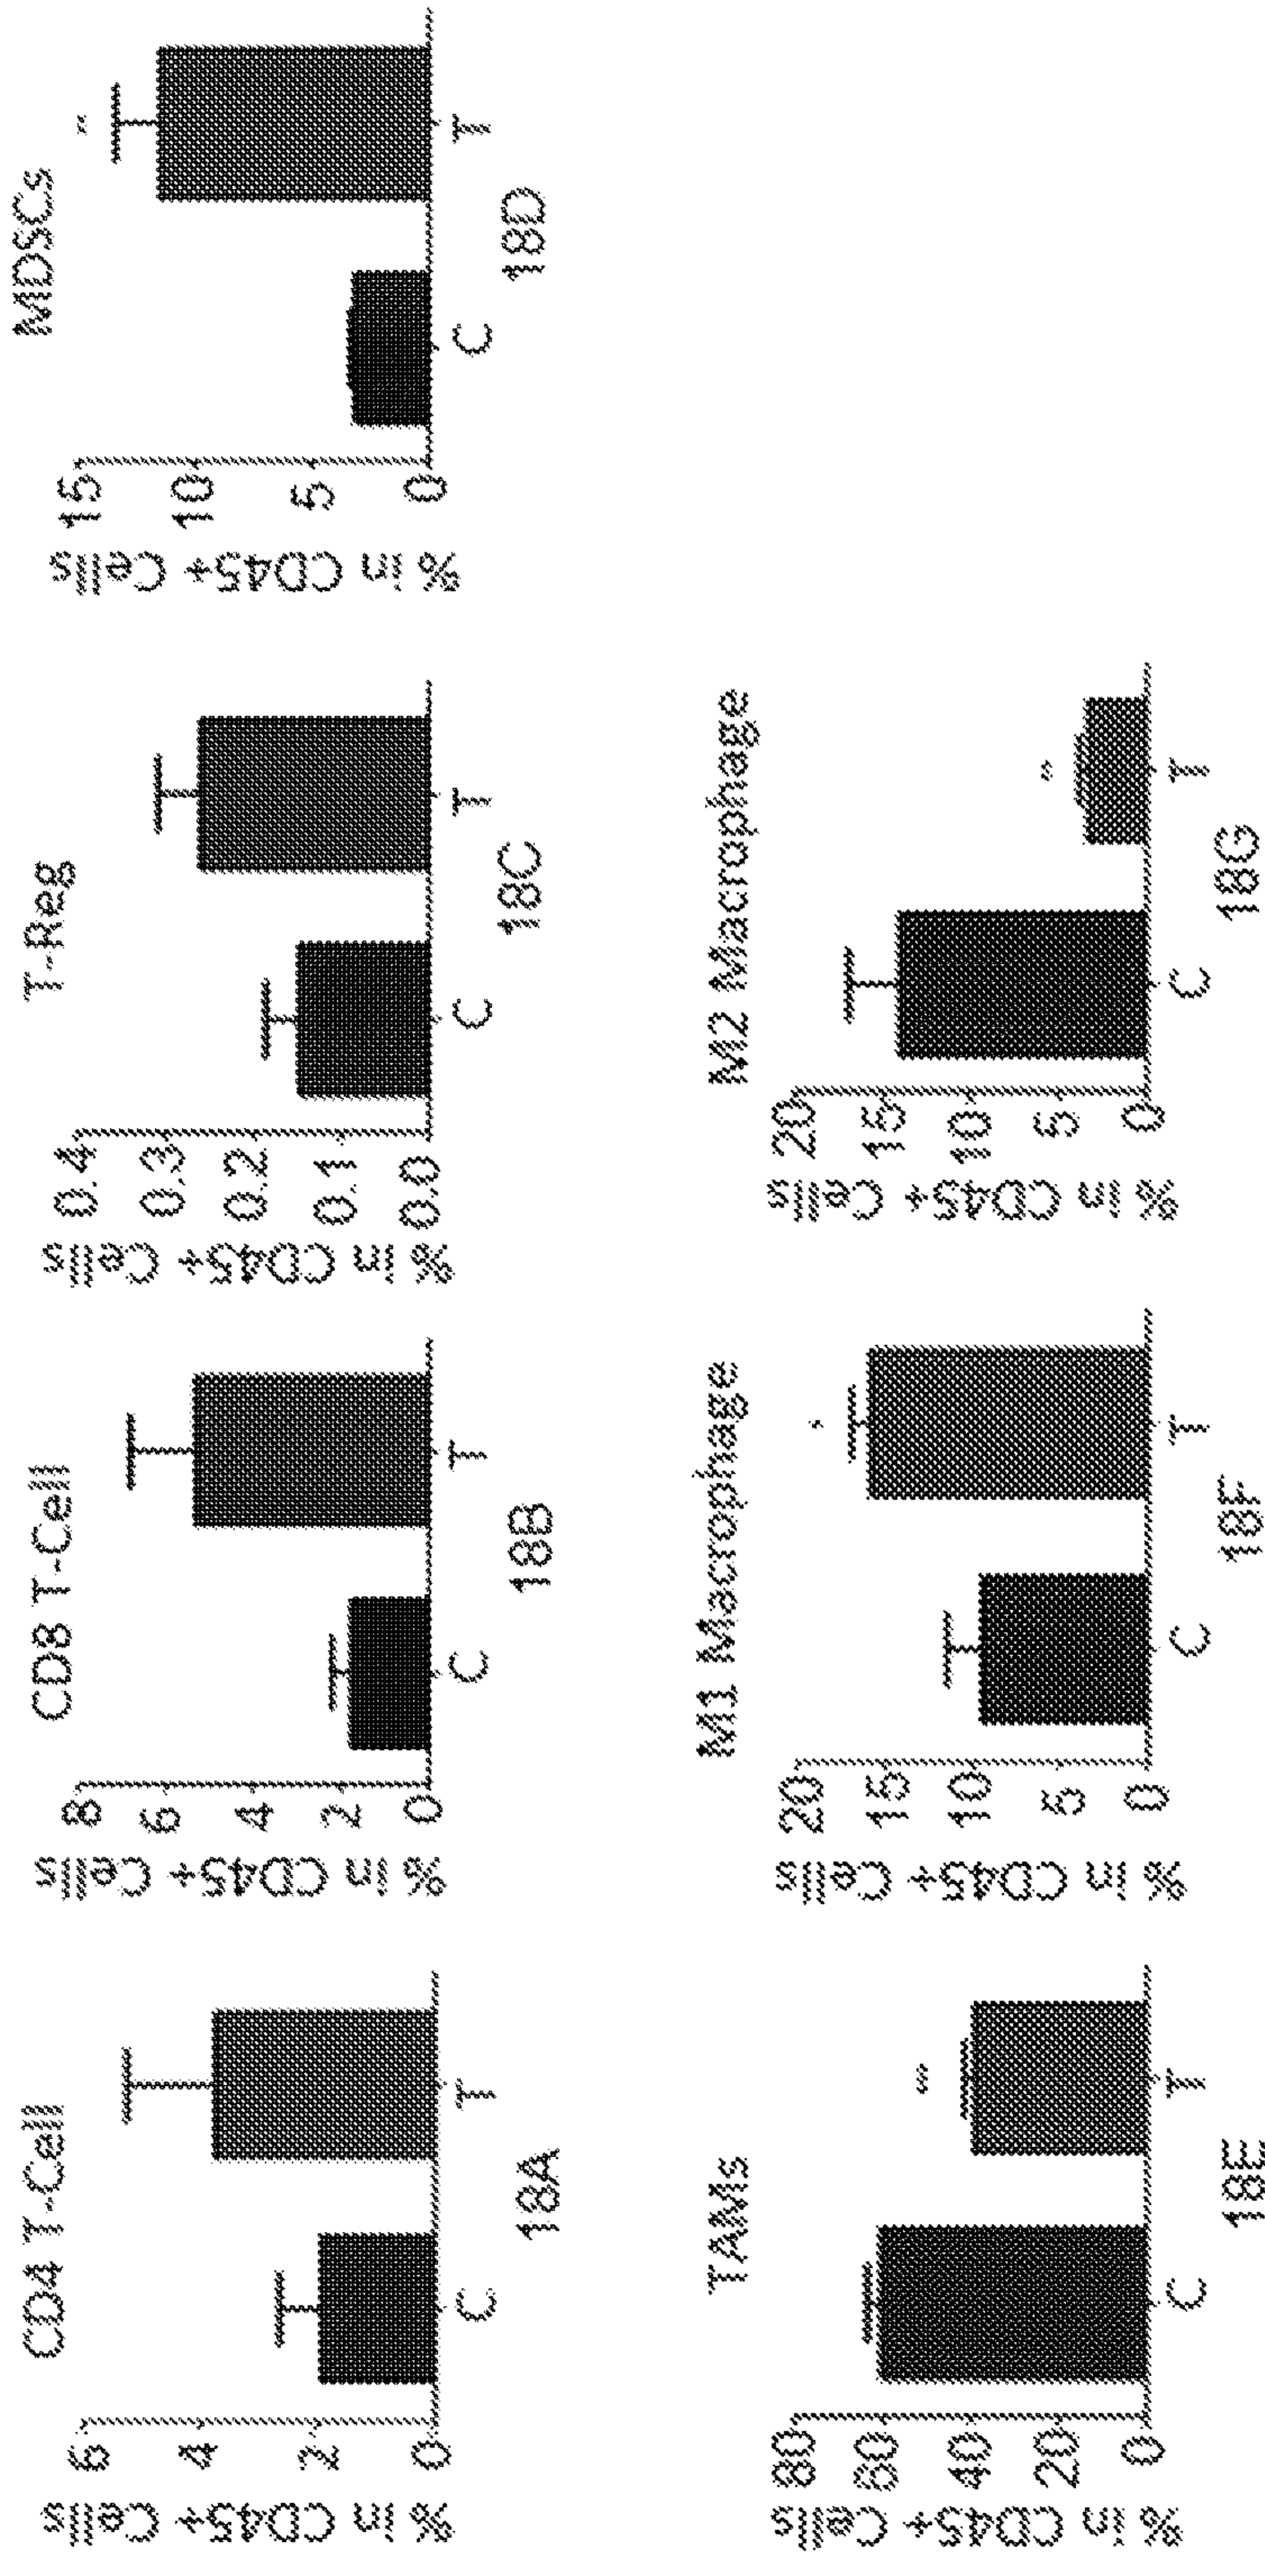 CD4 T-Cell
% in CD45+ Cells
6
4
2
0
C
T
18A
CD8 T-Cell
% in CD45+ Cells
8
6
4
2
0
C
T
18B
T-Reg
% in CD45+ Cells
0.4
0.3
0.2
0.1
0.0
C
T
18C
MDSCs
% in CD45+ Cells
15
10
5
0
**
C
T
18D
TAMs
% in CD45+ Cells
80
60
40
20
0
C
T
18E
M1 Macrophage
% in CD45+ Cells
20
15
10
5
0
*
C
T
18F
M2 Macrophage
% in CD45+ Cells
20
15
10
5
0
**
C
T
18G